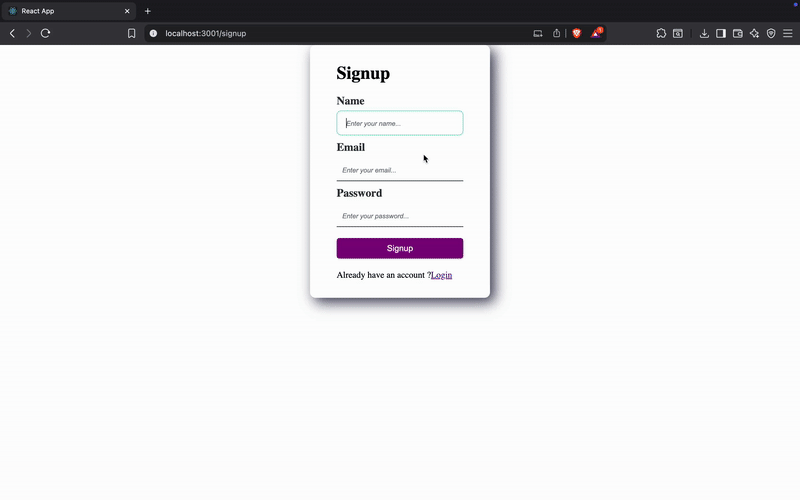 React App
localhost:3001/signup
1
Signup
Name
Enter your name...
Email
Enter your email...
Password
Enter your password...
Signup
Already have an account ?Login